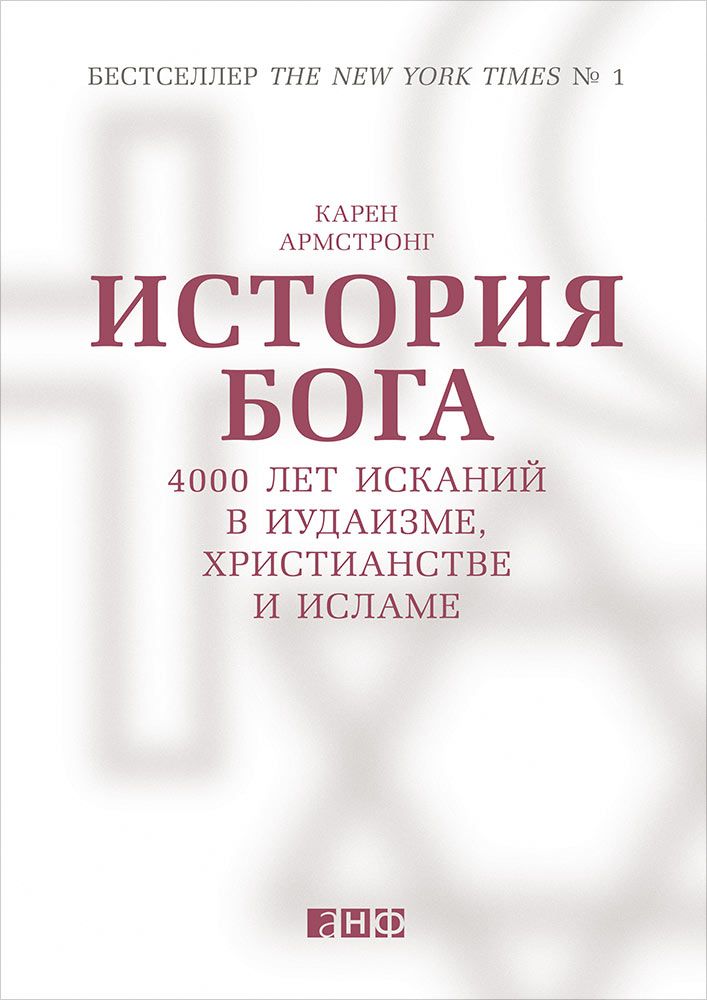 БЕСТСЕЛЛЕР THE NEW YORK TIMES № 1
КАРЕН
АРМСТРОНГ
ИСТОРИЯ
БОГА
4000 ЛЕТ ИСКАНИЙ
В ИУДАИЗМЕ,
ХРИСТИАНСТВЕ
И ИСЛАМЕ
анф